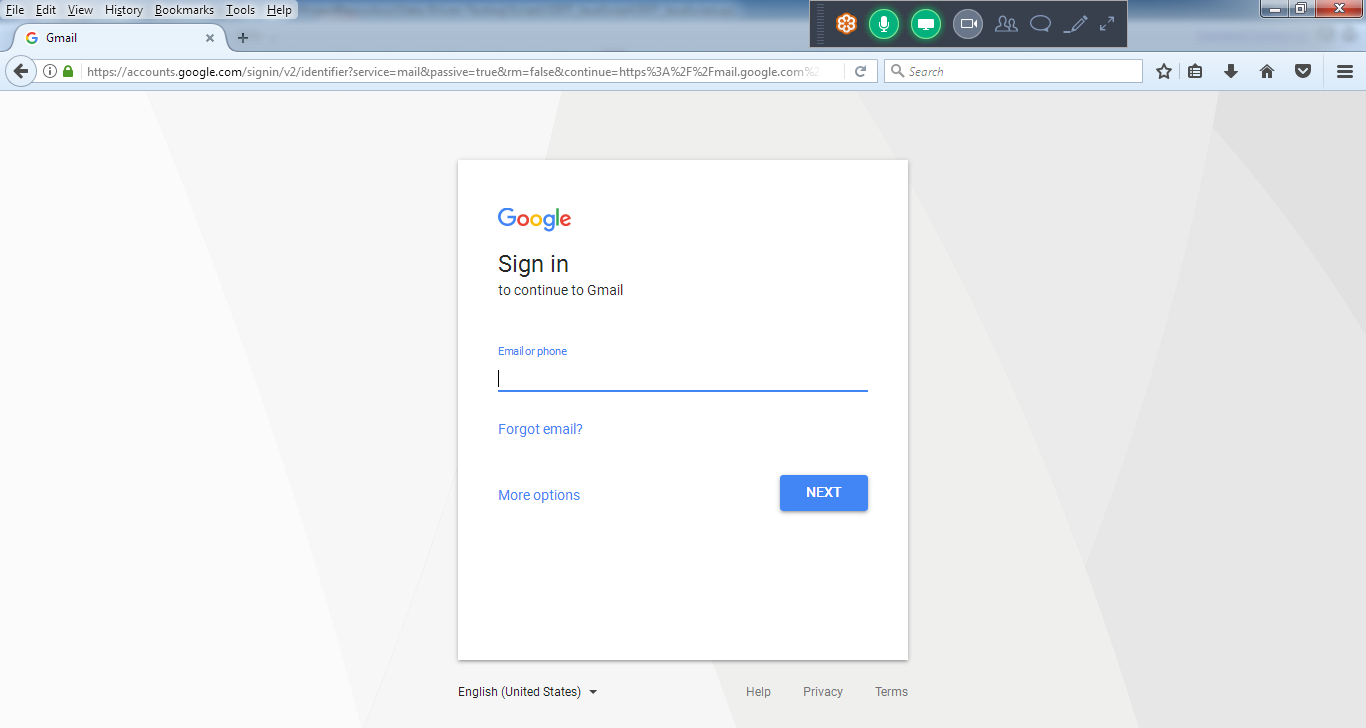 File Edit View History Bookmarks Tools Help
Gmail
https://accounts.google.com/signin/v2/identifier?service=mail&passive=true&rm=false&continue=https%3A%2F%2Fmail.google.com%2
Search
Google
Sign in
to continue to Gmail
Email or phone
Forgot email?
More options
NEXT
English (United States)
Help Privacy Terms